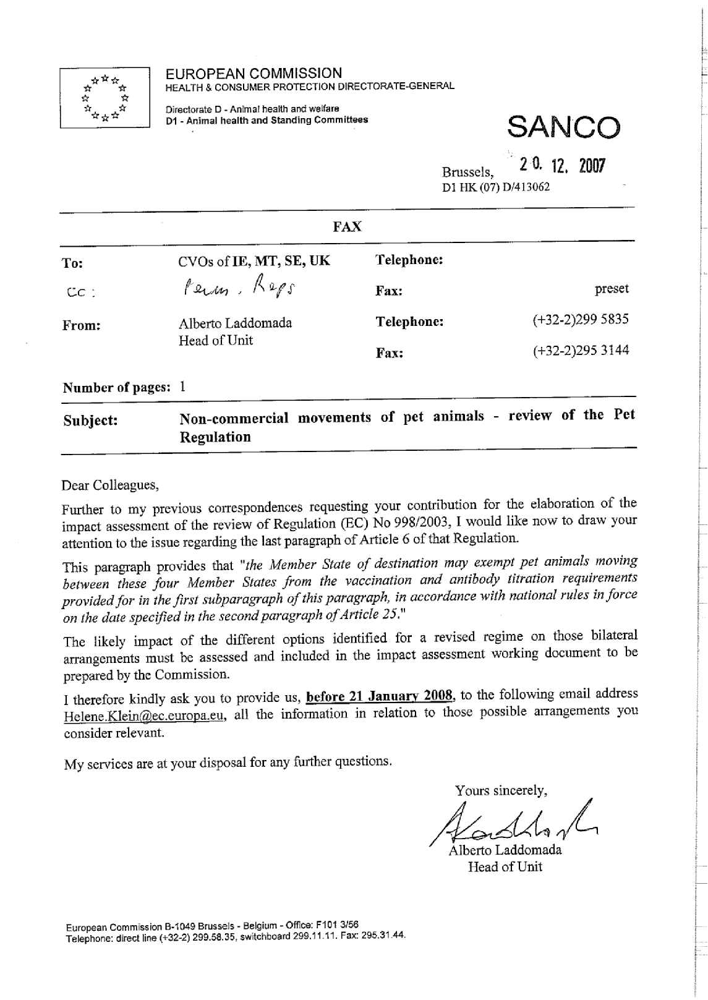 EUROPEAN COMMISSION
HEALTH & CONSUMER PROTECTION DIRECTORATE-GENERAL
Directorate D - Animal health and welfare
D1 - Animal health and Standing Committees
SANCO
Brussels, 20. 12. 2007
D1 HK (07) D/413062
FAX
To: CVOs of IE, MT, SE, UK Telephone:
Cc: Perm. Reps Fax: preset
From: Alberto Laddomada Telephone: (+32-2)299 5835
Head of Unit
Fax: (+32-2)295 3144
Number of pages: 1
Subject: Non-commercial movements of pet animals - review of the Pet
Regulation
Dear Colleagues,
Further to my previous correspondences requesting your contribution for the elaboration of the
impact assessment of the review of Regulation (EC) No 998/2003, I would like now to draw your
attention to the issue regarding the last paragraph of Article 6 of that Regulation.
This paragraph provides that "the Member State of destination may exempt pet animals moving
between these four Member States from the vaccination and antibody titration requirements
provided for in the first subparagraph of this paragraph, in accordance with national rules in force
on the date specified in the second paragraph of Article 25."
The likely impact of the different options identified for a revised regime on those bilateral
arrangements must be assessed and included in the impact assessment working document to be
prepared by the Commission.
I therefore kindly ask you to provide us, before 21 January 2008, to the following email address
Helene.Klein@ec.europa.eu, all the information in relation to those possible arrangements you
consider relevant.
My services are at your disposal for any further questions.
Yours sincerely,
Alberto Laddomada
Head of Unit
European Commission B-1049 Brussels - Belgium - Office: F101 3/56
Telephone: direct line (+32-2) 299.58.35, switchboard 299.11.11. Fax: 295.31.44.